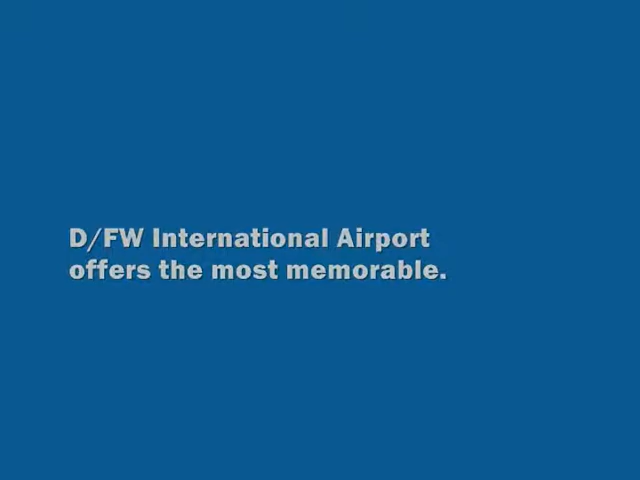 D/FW International Airport
offers the most memorable.